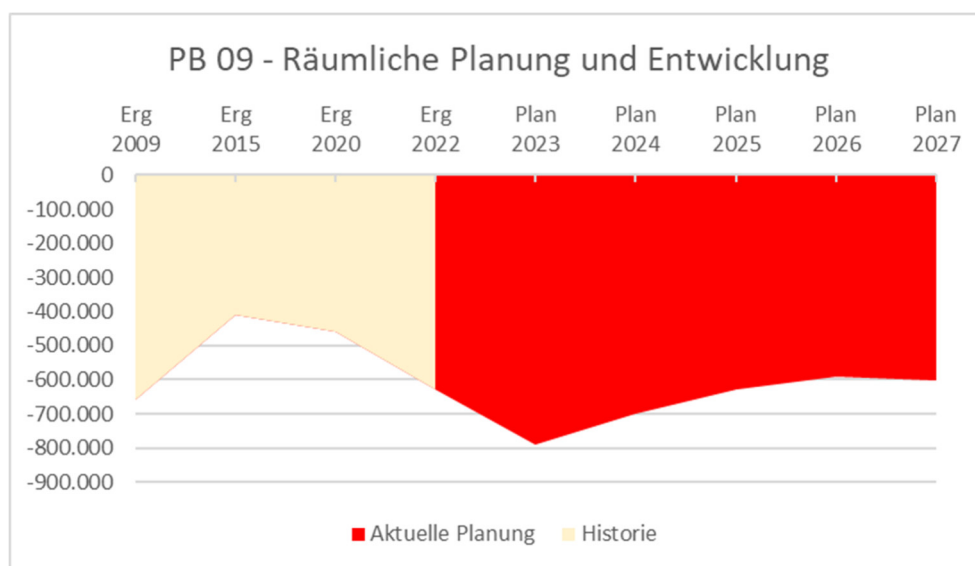 PB 09 - Räumliche Planung und Entwicklung
Erg Erg Erg Erg Plan Plan Plan Plan Plan
2009 2015 2020 2022 2023 2024 2025 2026 2027
0
-100.000
-200.000
-300.000
-400.000
-500.000
-600.000
-700.000
-800.000
-900.000
Aktuelle Planung Historie